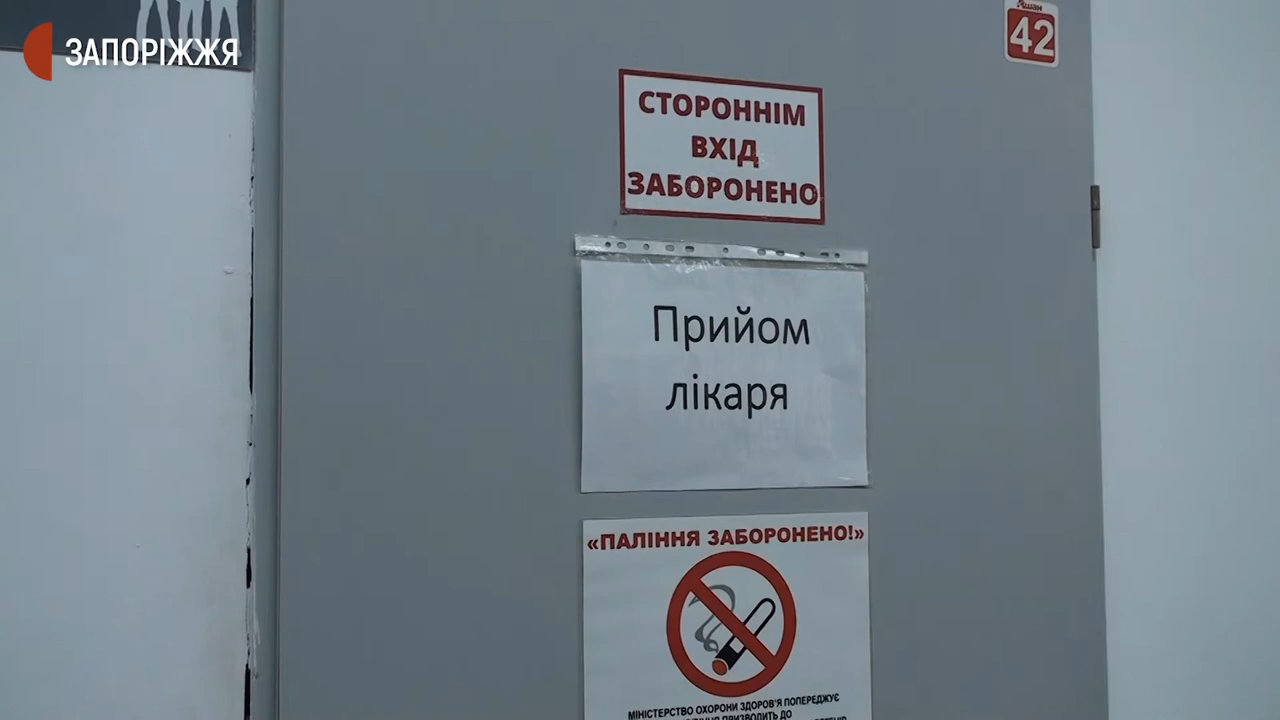 ЗАПОРІЖЖЯ
Ашан
42
СТОРОННІМ
ВХІД
ЗАБОРОНЕНО
Прийом
лікаря
«ПАЛІННЯ ЗАБОРОНЕНО!»
МІНІСТЕРСТВО ОХОРОНИ ЗДОРОВ'Я ПОПЕРЕДЖУЄ
ПРИЗВОДИТЬ ДО